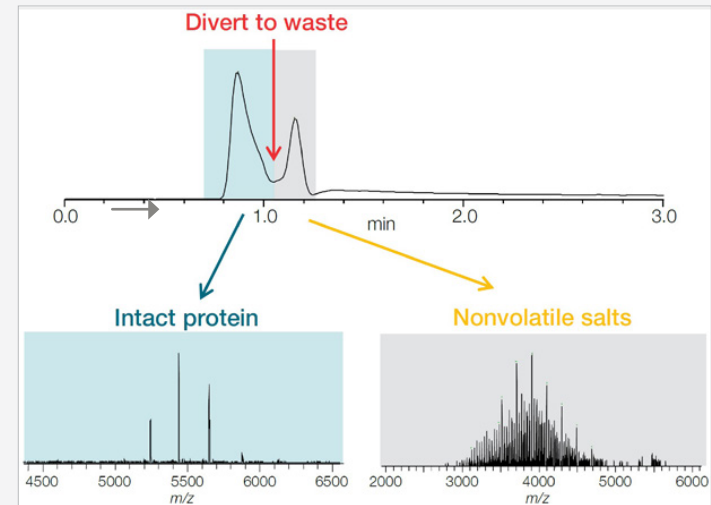 Divert to waste
0.0 1.0 2.0 3.0
min
Intact protein
Nonvolatile salts
4500 5000 5500 6000 6500
m/z
2000 3000 4000 5000 6000
m/z